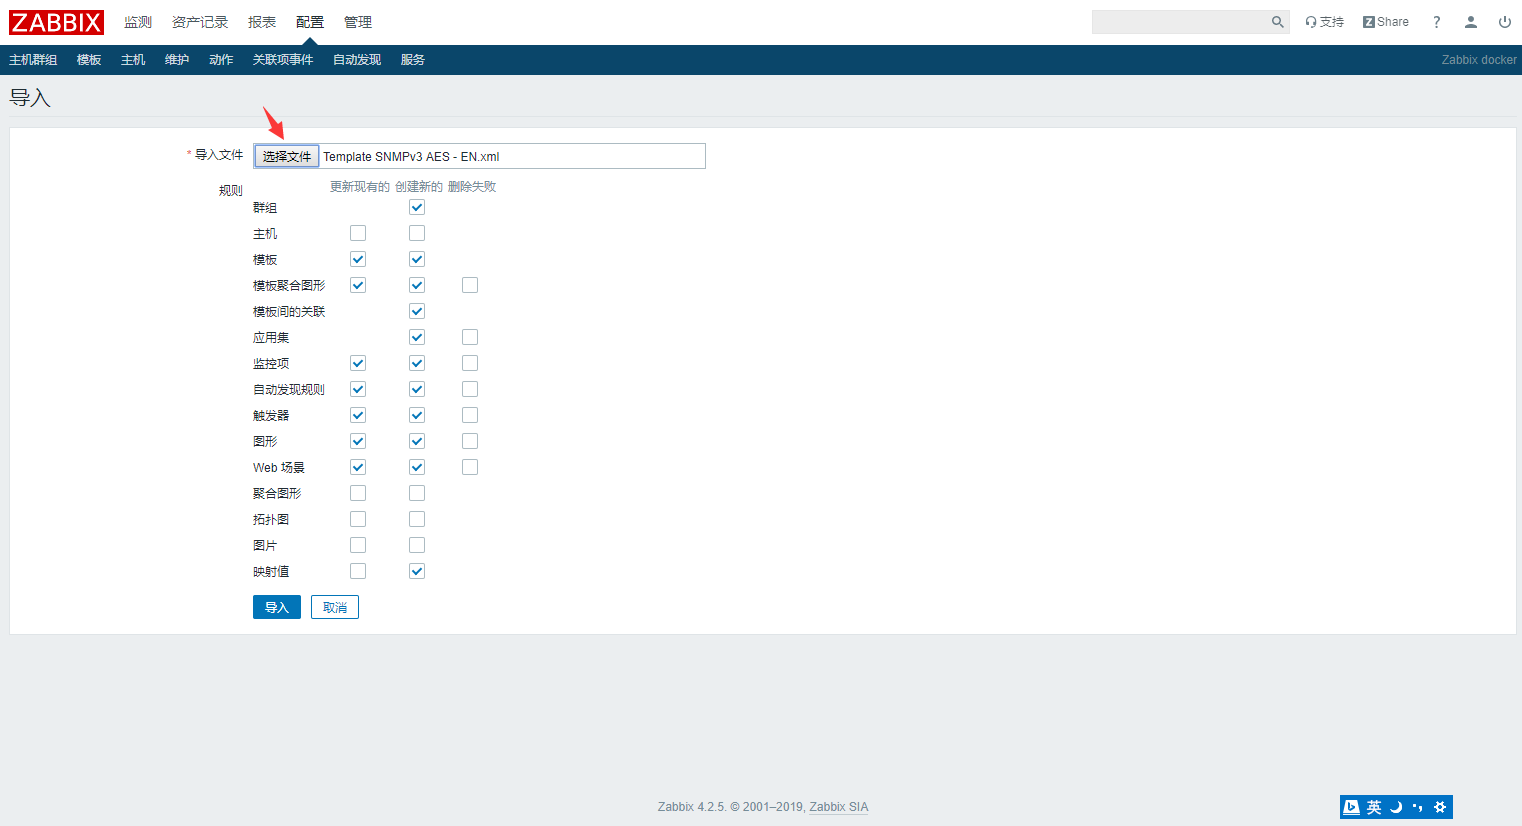 ZABBIX 监测 资产记录 报表 配置 管理 支持 Z Share ?
主机群组 模板 主机 维护 动作 关联项事件 自动发现 服务 Zabbix docker
导入
* 导入文件 选择文件 Template SNMPv3 AES - EN.xml
规则 更新现有的 创建新的 删除失败
群组
主机
模板
模板聚合图形
模板间的关联
应用集
监控项
自动发现规则
触发器
图形
Web 场景
聚合图形
拓扑图
图片
映射值
导入 取消
Zabbix 4.2.5. © 2001–2019, Zabbix SIA
英